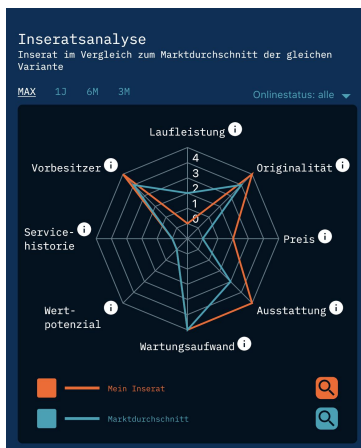 Inseratsanalyse
Inserat im Vergleich zum Marktdurchschnitt der gleichen
Variante
MAX 1J 6M 3M Onlinestatus: alle
Laufleistung
Vorbesitzer
Originalität
4
3
2
1
0
Service-
historie
Preis
Wert-
potenzial
Ausstattung
Wartungsaufwand
Mein Inserat
Marktdurchschnitt